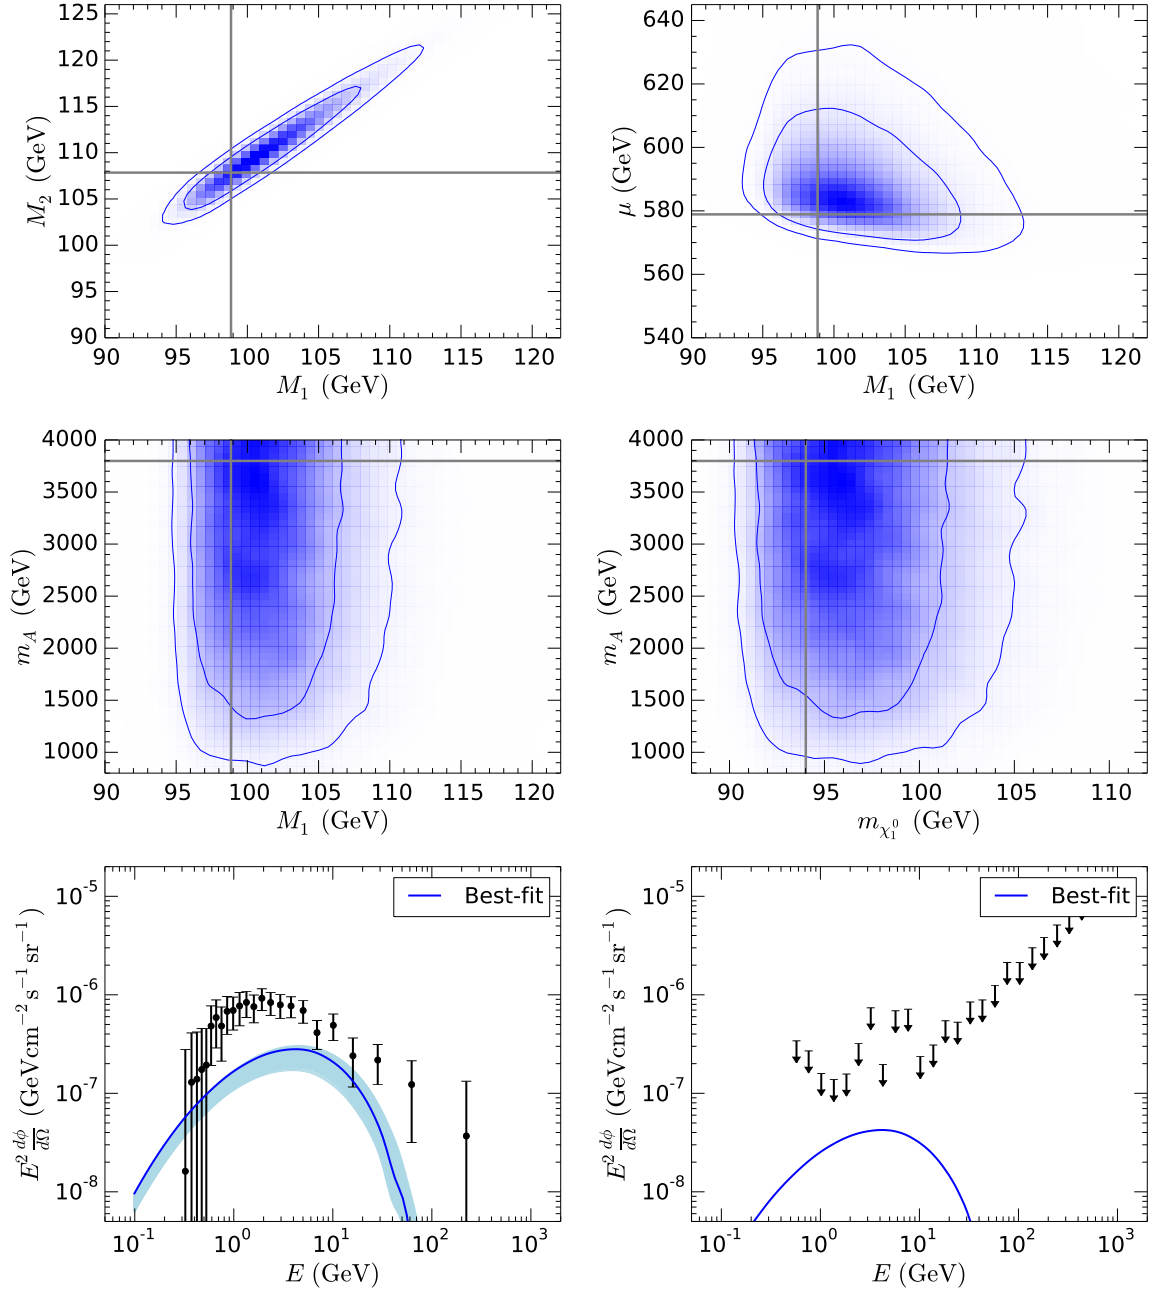 125
120
115
110
105
100
95
90
M₂ (GeV)
90 95 100 105 110 115 120
M₁ (GeV)
640
620
600
580
560
540
μ (GeV)
90 95 100 105 110 115 120
M₁ (GeV)
4000
3500
3000
2500
2000
1500
1000
m_A (GeV)
90 95 100 105 110 115 120
M₁ (GeV)
4000
3500
3000
2500
2000
1500
1000
m_A (GeV)
90 95 100 105 110
m_{χ₁⁰} (GeV)
Best-fit
10⁻⁵
10⁻⁶
10⁻⁷
10⁻⁸
E² dφ/dΩ (GeVcm⁻²s⁻¹sr⁻¹)
10⁻¹ 10⁰ 10¹ 10² 10³
E (GeV)
Best-fit
10⁻⁵
10⁻⁶
10⁻⁷
10⁻⁸
E² dφ/dΩ (GeVcm⁻²s⁻¹sr⁻¹)
10⁻¹ 10⁰ 10¹ 10² 10³
E (GeV)